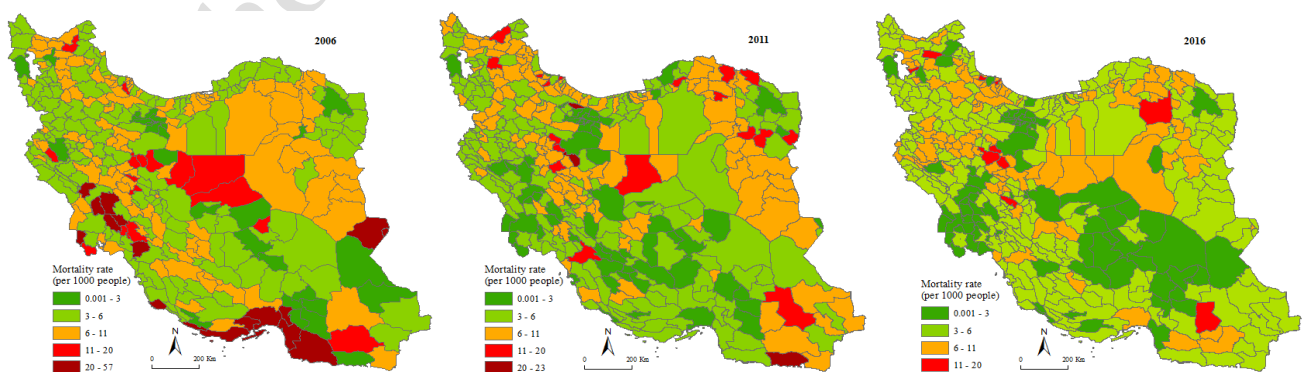 2006
Mortality rate
(per 1000 people)
0.001 - 3
3 - 6
6 - 11
11 - 20
20 - 57
N
0
200 Km
2011
Mortality rate
(per 1000 people)
0.001 - 3
3 - 6
6 - 11
11 - 20
20 - 23
N
0
200 Km
2016
Mortality rate
(per 1000 people)
0.001 - 3
3 - 6
6 - 11
11 - 20
N
0
200 Km